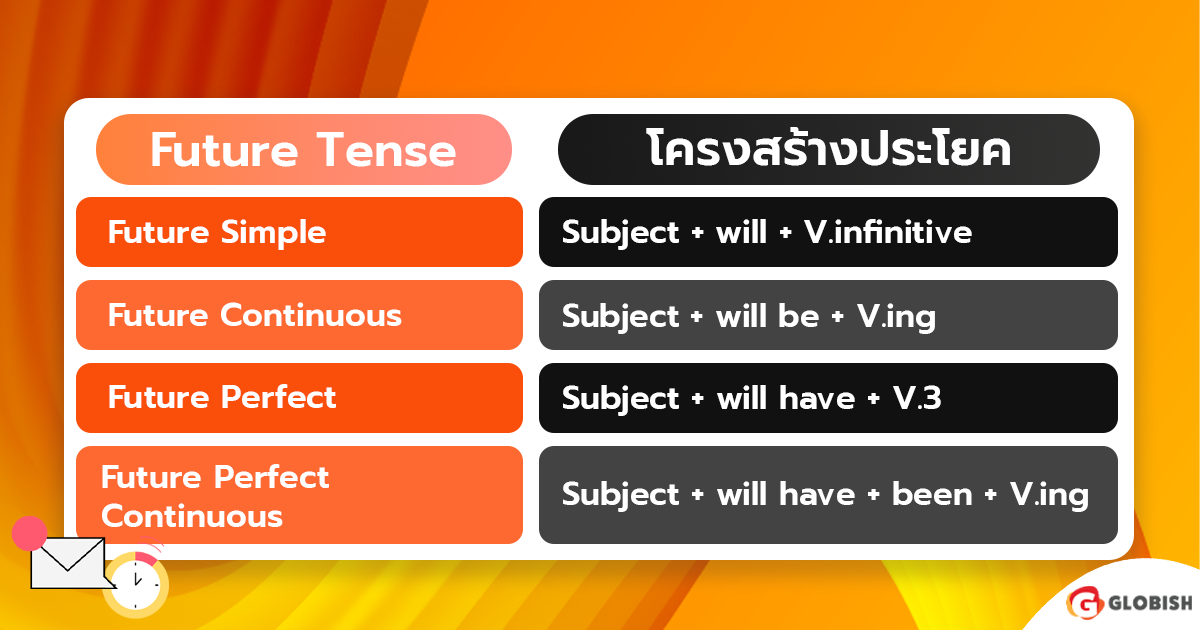 Future Tense
โครงสร้างประโยค
Future Simple
Subject + will + V.infinitive
Future Continuous
Subject + will be + V.ing
Future Perfect
Subject + will have + V.3
Future Perfect
Continuous
Subject + will have + been + V.ing
GLOBISH